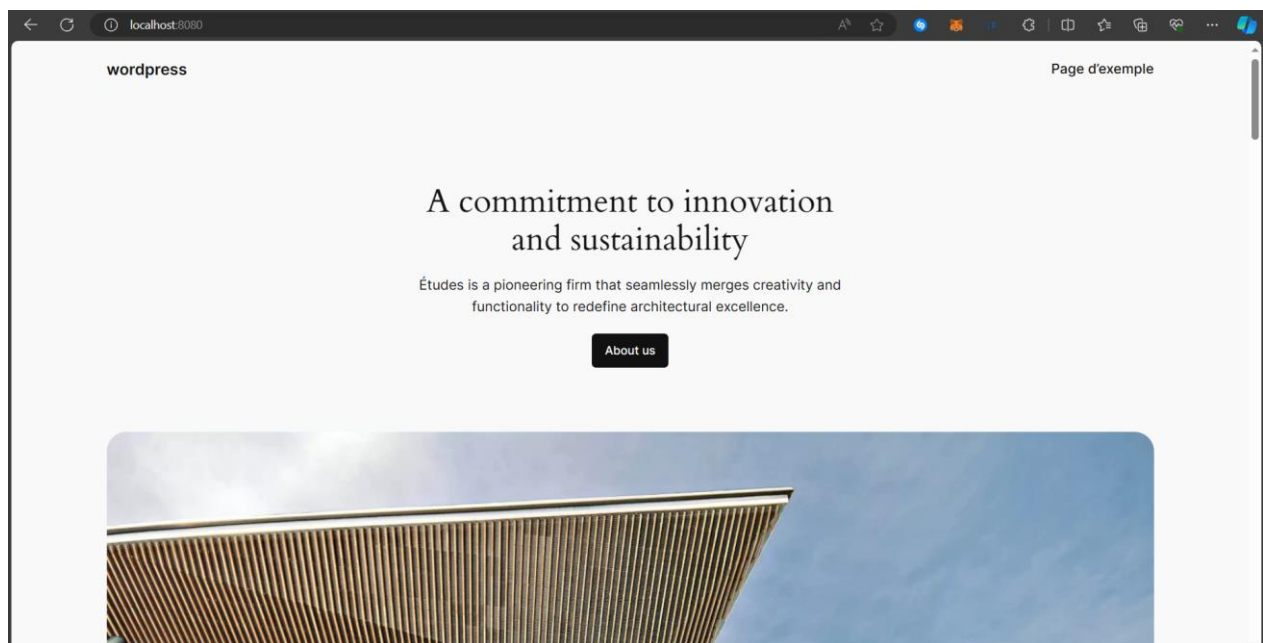 localhost:8080
wordpress
Page d’exemple
A commitment to innovation
and sustainability
Études is a pioneering firm that seamlessly merges creativity and
functionality to redefine architectural excellence.
About us